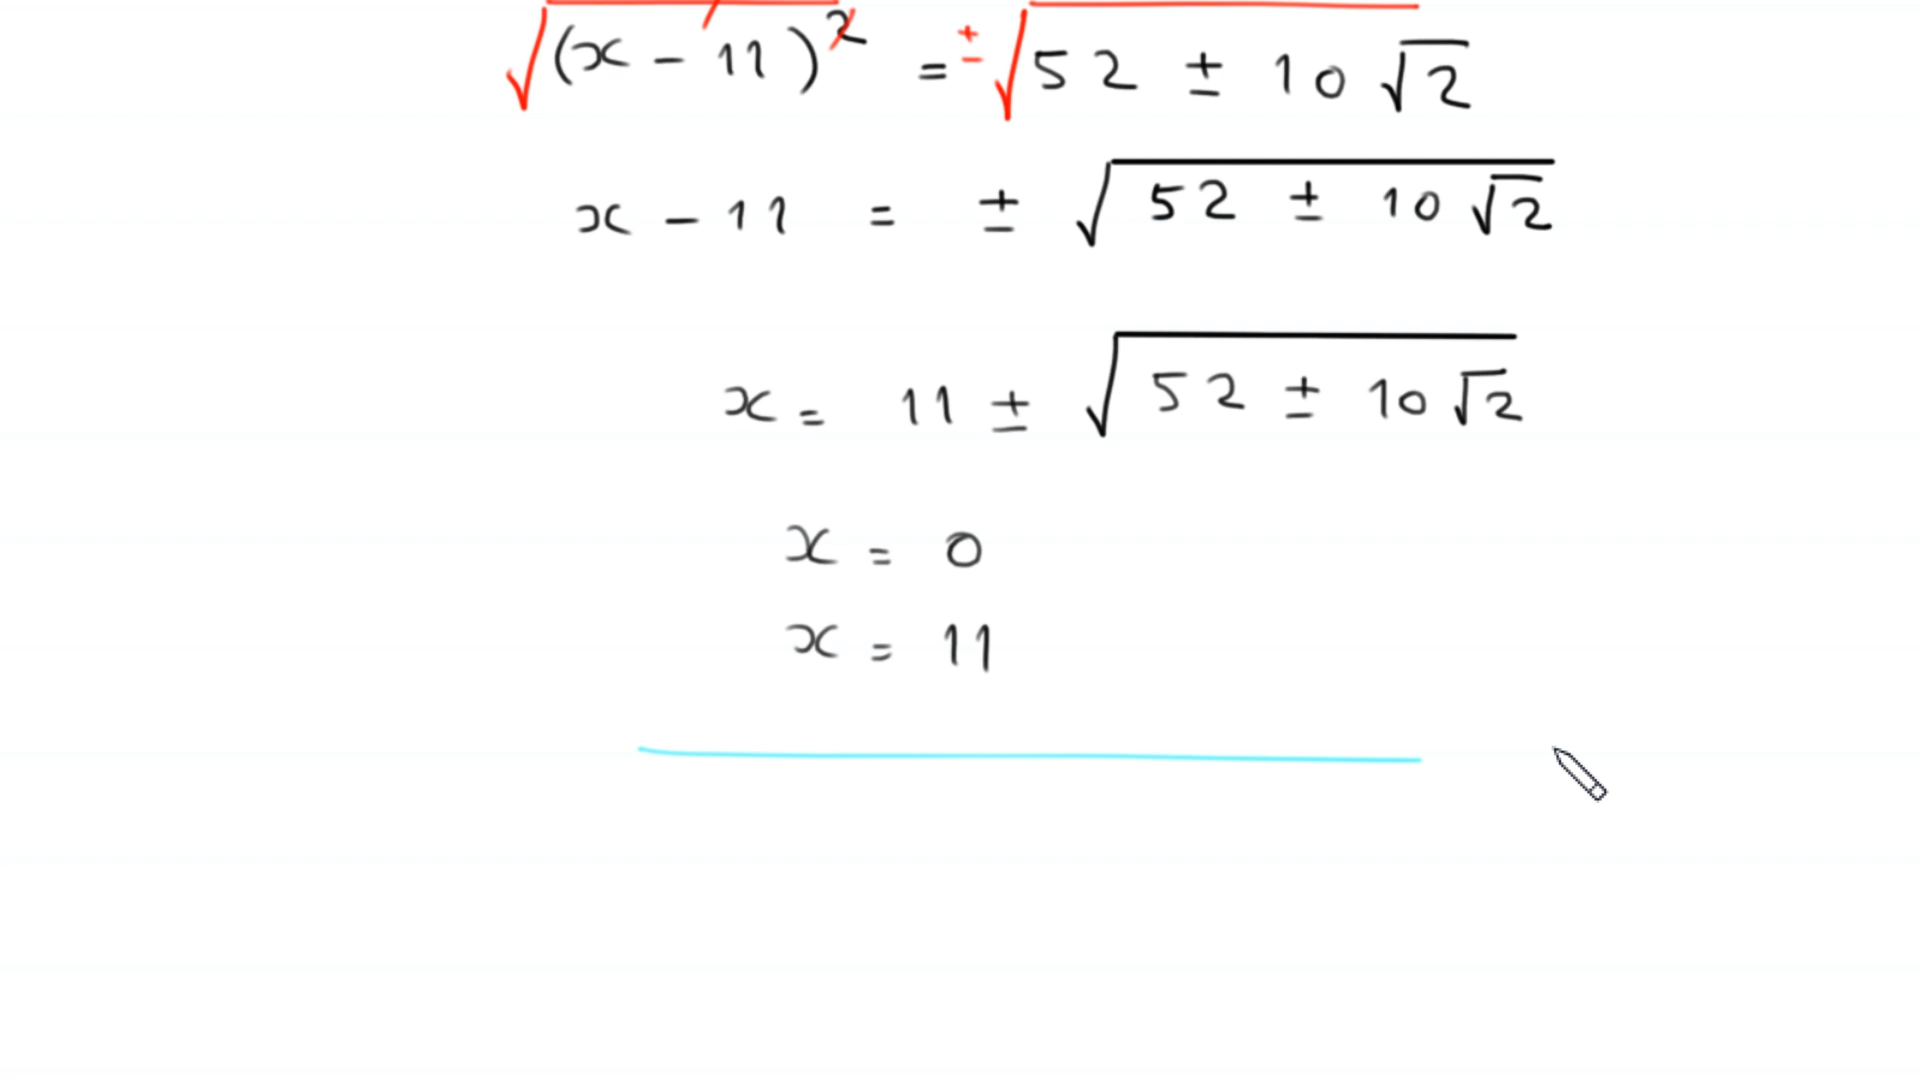 √(x - 11)² = ± √52 ± 10√2
x - 11 = ± √52 ± 10√2
x = 11 ± √52 ± 10√2
x = 0
x = 11